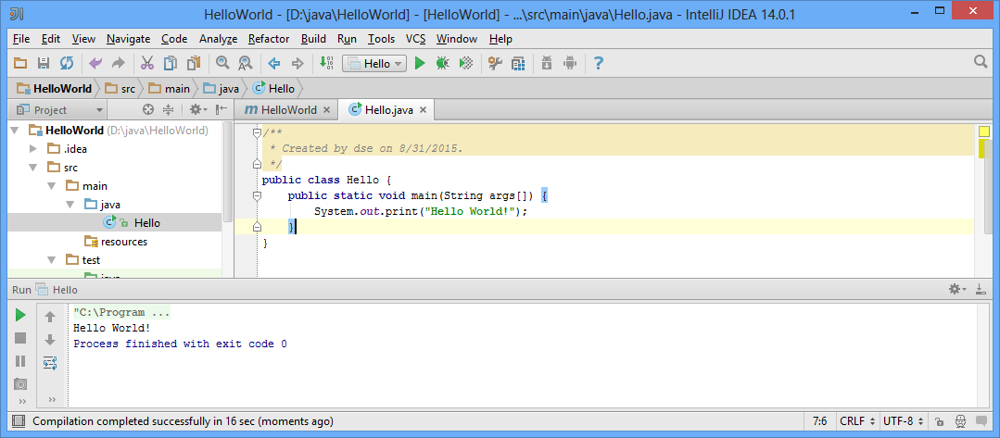 HelloWorld - [D:\java\HelloWorld] - [HelloWorld] - ...\src\main\java\Hello.java - IntelliJ IDEA 14.0.1
File Edit View Navigate Code Analyze Refactor Build Run Tools VCS Window Help
Hello
HelloWorld src main java Hello
Project
HelloWorld Hello.java
HelloWorld (D:\java\HelloWorld)
.idea
src
main
java
Hello
resources
test
java
/**
* Created by dse on 8/31/2015.
*/
public class Hello {
public static void main(String args[]) {
System.out.print("Hello World!");
}
}
Run Hello
"C:\Program ...
Hello World!
Process finished with exit code 0
Compilation completed successfully in 16 sec (moments ago) 7:6 CRLF UTF-8